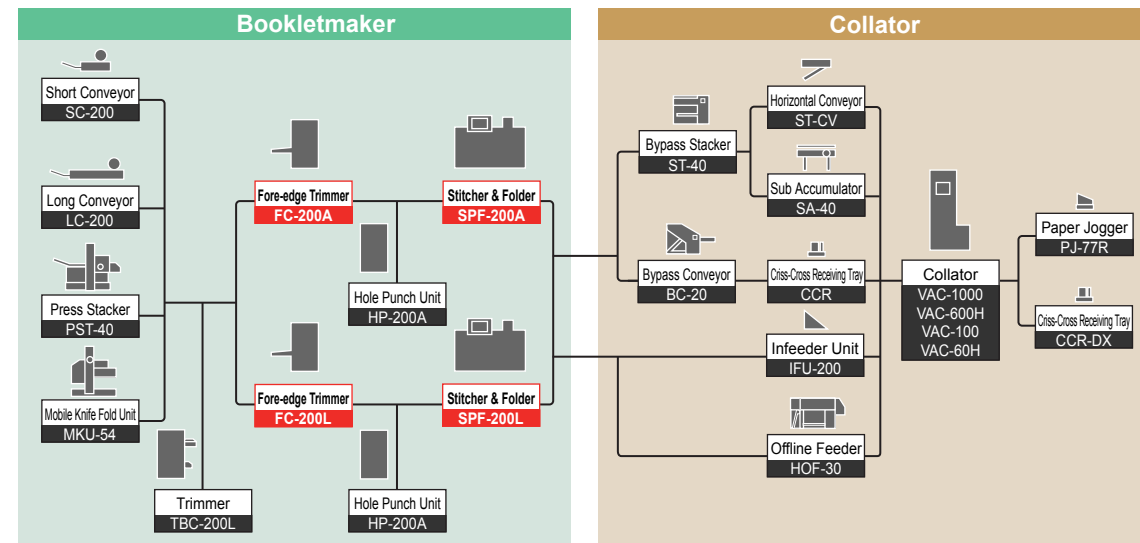 Bookletmaker
Short Conveyor
SC-200
Long Conveyor
LC-200
Press Stacker
PST-40
Mobile Knife Fold Unit
MKU-54
Trimmer
TBC-200L
Fore-edge Trimmer
FC-200A
Hole Punch Unit
HP-200A
Fore-edge Trimmer
FC-200L
Hole Punch Unit
HP-200A
Stitcher & Folder
SPF-200A
Stitcher & Folder
SPF-200L
Collator
Bypass Stacker
ST-40
Bypass Conveyor
BC-20
Horizontal Conveyor
ST-CV
Sub Accumulator
SA-40
Criss-Cross Receiving Tray
CCR
Infeeder Unit
IFU-200
Offline Feeder
HOF-30
Collator
VAC-1000
VAC-600H
VAC-100
VAC-60H
Paper Jogger
PJ-77R
Criss-Cross Receiving Tray
CCR-DX